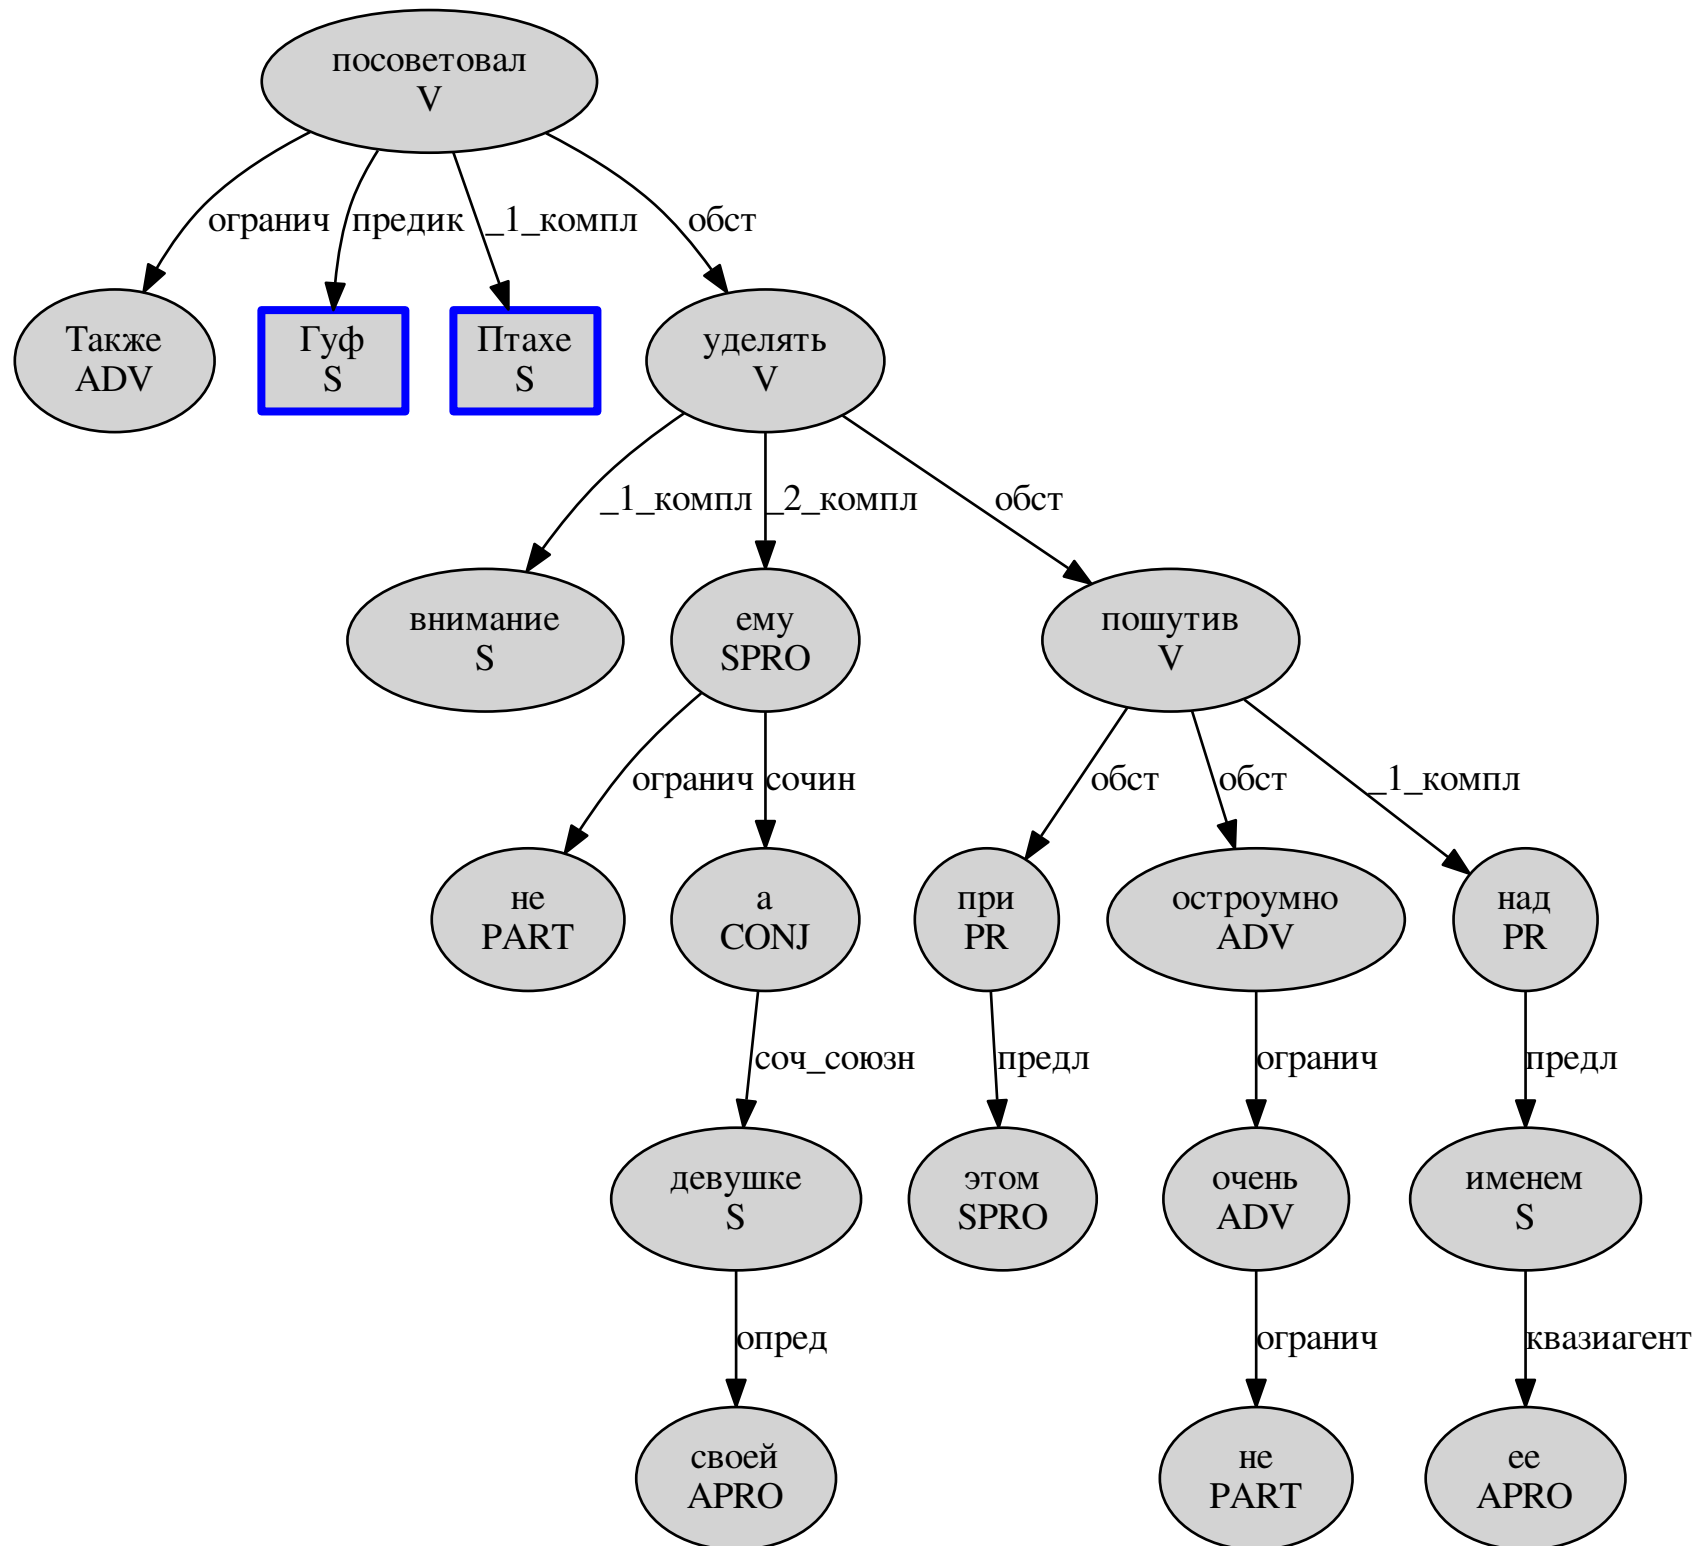 посоветовал
V
огранич предик _1_компл обст
Также
ADV
Гуф
S
Птахе
S
уделять
V
_1_компл _2_компл обст
внимание
S
ему
SPRO
пошутив
V
огранич сочин обст обст _1_компл
не
PART
а
CONJ
при
PR
остроумно
ADV
над
PR
соч_союзн предл огранич предл
девушке
S
этом
SPRO
очень
ADV
именем
S
опред огранич квазиагент
своей
APRO
не
PART
ее
APRO